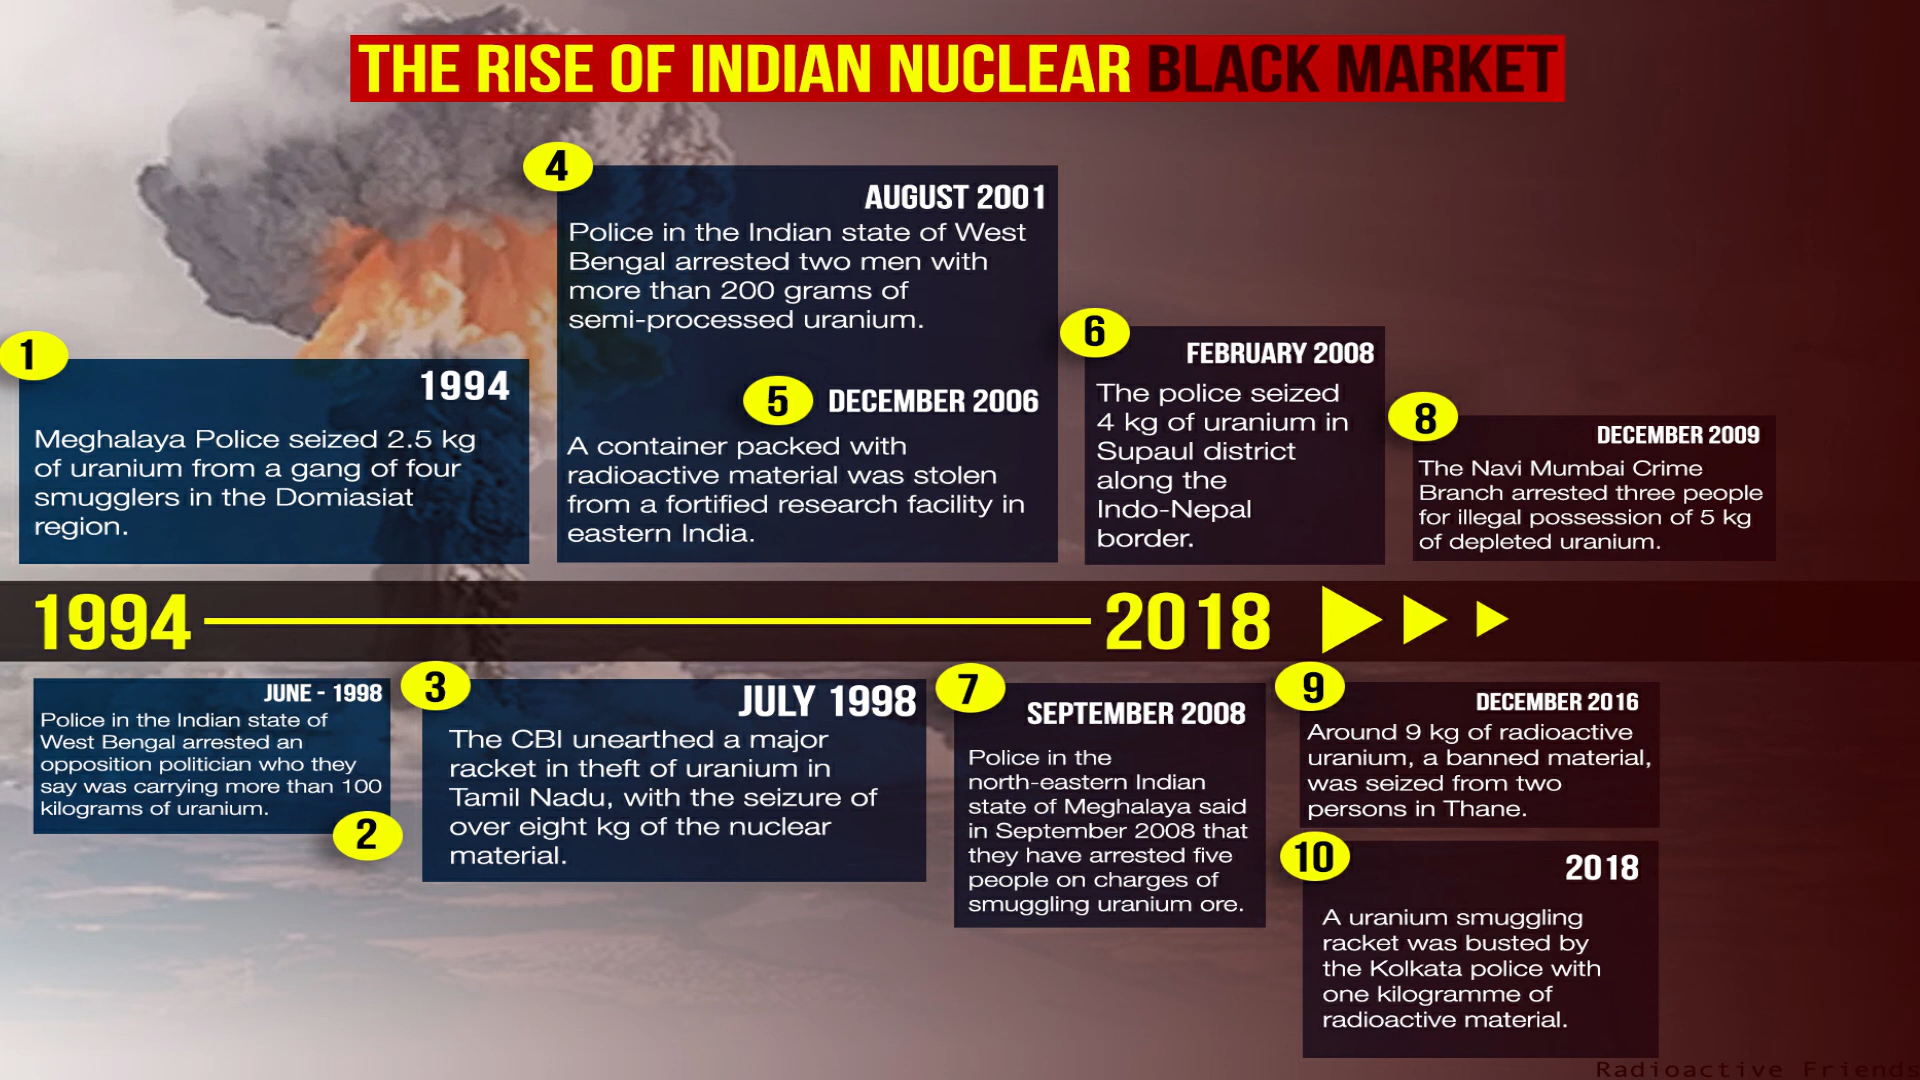 THE RISE OF INDIAN NUCLEAR BLACK MARKET
1
1994
Meghalaya Police seized 2.5 kg
of uranium from a gang of four
smugglers in the Domiasiat
region.
4
AUGUST 2001
Police in the Indian state of West
Bengal arrested two men with
more than 200 grams of
semi-processed uranium.
5
DECEMBER 2006
A container packed with
radioactive material was stolen
from a fortified research facility in
eastern India.
6
FEBRUARY 2008
The police seized
4 kg of uranium in
Supaul district
along the
Indo-Nepal
border.
8
DECEMBER 2009
The Navi Mumbai Crime
Branch arrested three people
for illegal possession of 5 kg
of depleted uranium.
1994
2018
JUNE - 1998
Police in the Indian state of
West Bengal arrested an
opposition politician who they
say was carrying more than 100
kilograms of uranium.
2
3
JULY 1998
The CBI unearthed a major
racket in theft of uranium in
Tamil Nadu, with the seizure of
over eight kg of the nuclear
material.
7
SEPTEMBER 2008
Police in the
north-eastern Indian
state of Meghalaya said
in September 2008 that
they have arrested five
people on charges of
smuggling uranium ore.
9
DECEMBER 2016
Around 9 kg of radioactive
uranium, a banned material,
was seized from two
persons in Thane.
10
2018
A uranium smuggling
racket was busted by
the Kolkata police with
one kilogramme of
radioactive material.
Radioactive Friends